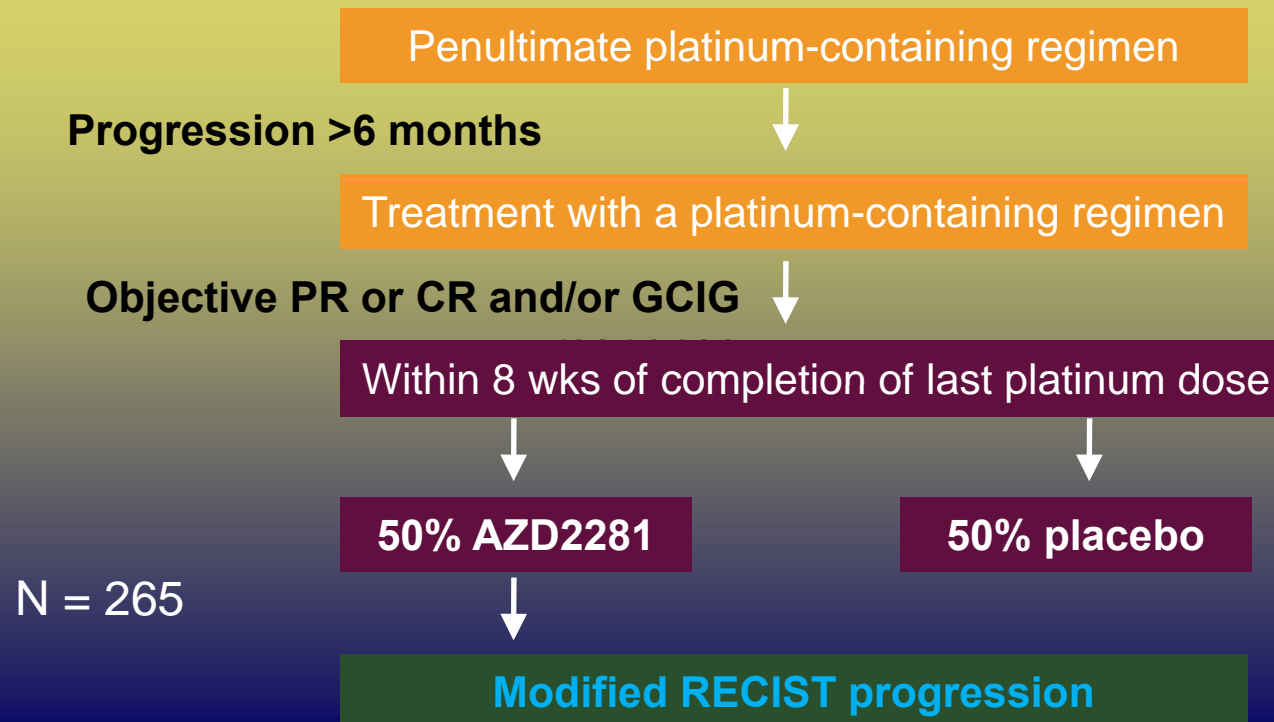 Penultimate platinum-containing regimen
Progression >6 months
Treatment with a platinum-containing regimen
Objective PR or CR and/or GCIG
Within 8 wks of completion of last platinum dose
50% AZD2281
50% placebo
N = 265
Modified RECIST progression